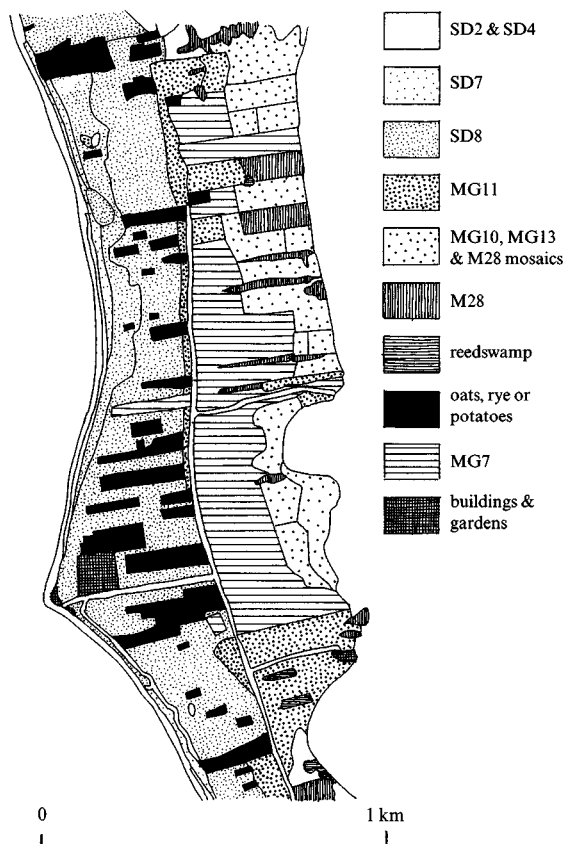 SD2 & SD4
SD7
SD8
MG11
MG10, MG13
& M28 mosaics
M28
reedswamp
oats, rye or
potatoes
MG7
buildings &
gardens
0
1 km